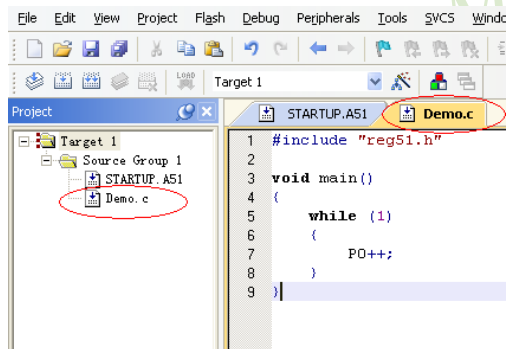 File Edit View Project Flash Debug Peripherals Tools SVCS
Target 1
Project
STARTUP.A51 Demo.c
Target 1
Source Group 1
STARTUP.A51
Demo.c
1 #include "reg51.h"
2
3 void main()
4 {
5 while (1)
6 {
7 P0++;
8 }
9 }